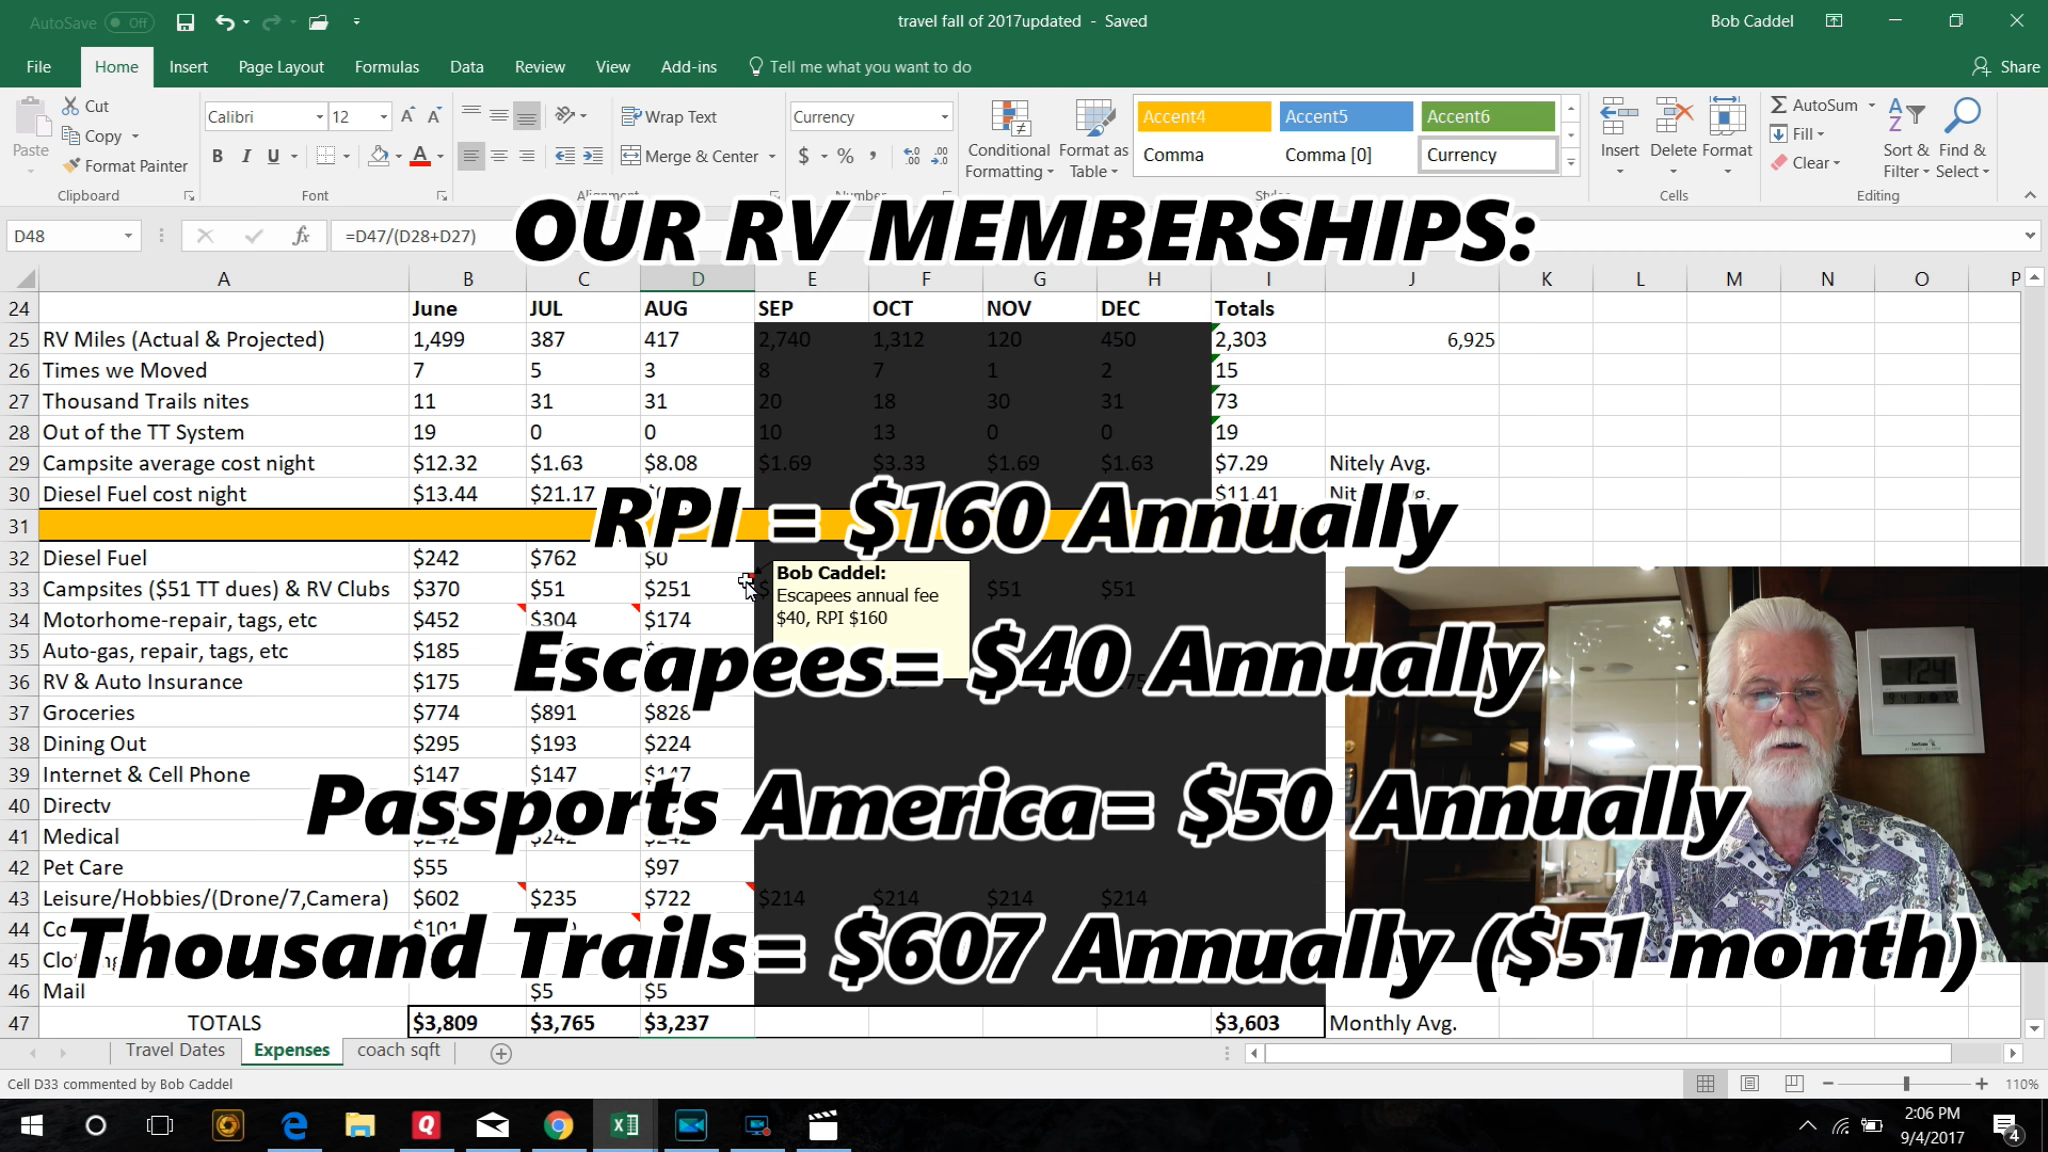 AutoSave Off
travel fall of 2017updated - Saved
Bob Caddel
File Home Insert Page Layout Formulas Data Review View Add-ins Tell me what you want to do Share
Paste Cut Copy Format Painter
Clipboard
Calibri 12
B I U
Font
Wrap Text
Merge & Center
Alignment
Currency
$ %
Number
Conditional Formatting
Format as Table
Accent4 Accent5 Accent6
Comma Comma [0] Currency
Styles
Insert Delete Format
Cells
AutoSum
Fill
Clear
Sort & Filter
Find & Select
Editing
D48 fx =D47/(D28+D27)
OUR RV MEMBERSHIPS:
A B C D E F G H I J K L M N O P
24 June JUL AUG SEP OCT NOV DEC Totals
25 RV Miles (Actual & Projected) 1,499 387 417 2,740 1,312 120 450 2,303 6,925
26 Times we Moved 7 5 3 8 7 1 2 15
27 Thousand Trails nites 11 31 31 20 18 30 31 73
28 Out of the TT System 19 0 0 10 13 0 0 19
29 Campsite average cost night $12.32 $1.63 $8.08 $1.69 $3.33 $1.69 $1.63 $7.29 Nitely Avg.
30 Diesel Fuel cost night $13.44 $21.17 $11.41
RPI = $160 Annually
31
32 Diesel Fuel $242 $762 $0
33 Campsites ($51 TT dues) & RV Clubs $370 $51 $251 $51 $51
Bob Caddel:
Escapees annual fee
$40, RPI $160
34 Motorhome-repair, tags, etc $452 $304 $174
35 Auto-gas, repair, tags, etc $185
Escapees= $40 Annually
36 RV & Auto Insurance $175
37 Groceries $774 $891 $828
38 Dining Out $295 $193 $224
39 Internet & Cell Phone $147 $147 $147
40 Directv
Passports America= $50 Annually
41 Medical $242 $242 $242
42 Pet Care $55 $97
43 Leisure/Hobbies/(Drone/7,Camera) $602 $235 $722 $214 $214 $214 $214
44
Thousand Trails= $607 Annually ($51 month)
45
46 Mail $5 $5
47 TOTALS $3,809 $3,765 $3,237 $3,603 Monthly Avg.
Travel Dates Expenses coach sqft
Cell D33 commented by Bob Caddel
110%
1:24
2:06 PM
9/4/2017
4